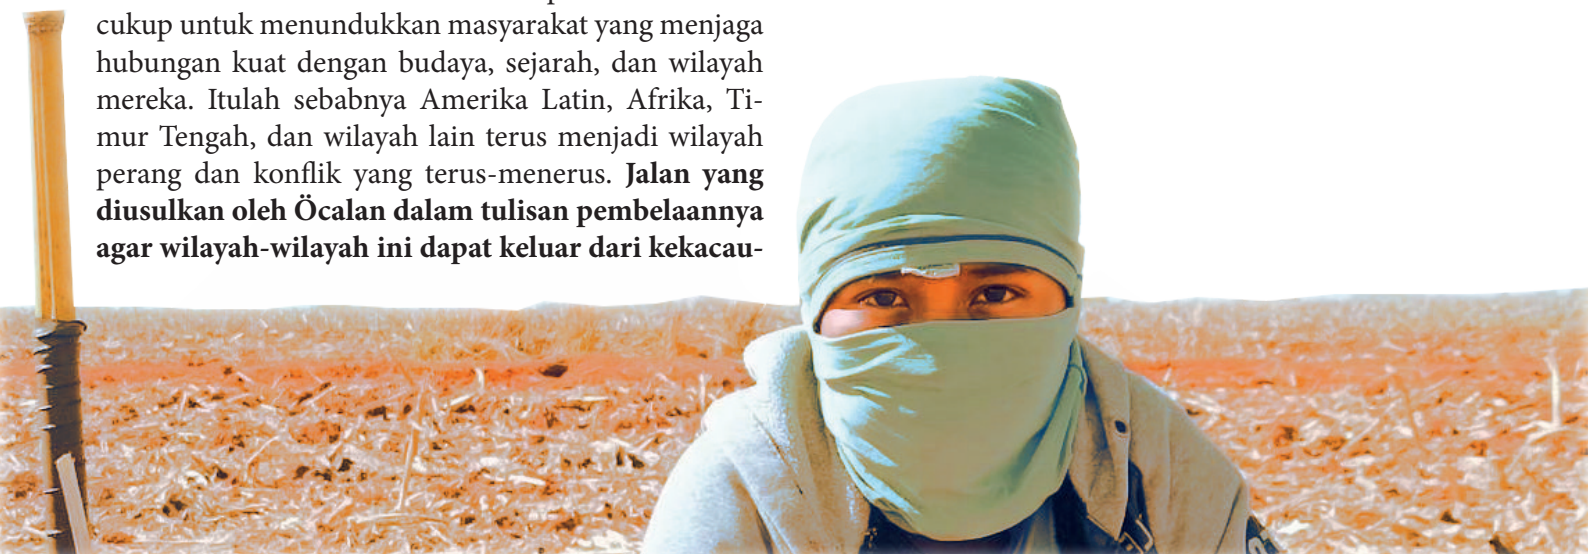 cukup untuk menundukkan masyarakat yang menjaga
hubungan kuat dengan budaya, sejarah, dan wilayah
mereka. Itulah sebabnya Amerika Latin, Afrika, Ti-
mur Tengah, dan wilayah lain terus menjadi wilayah
perang dan konflik yang terus-menerus. Jalan yang
diusulkan oleh Öcalan dalam tulisan pembelaannya
agar wilayah-wilayah ini dapat keluar dari kekacau-